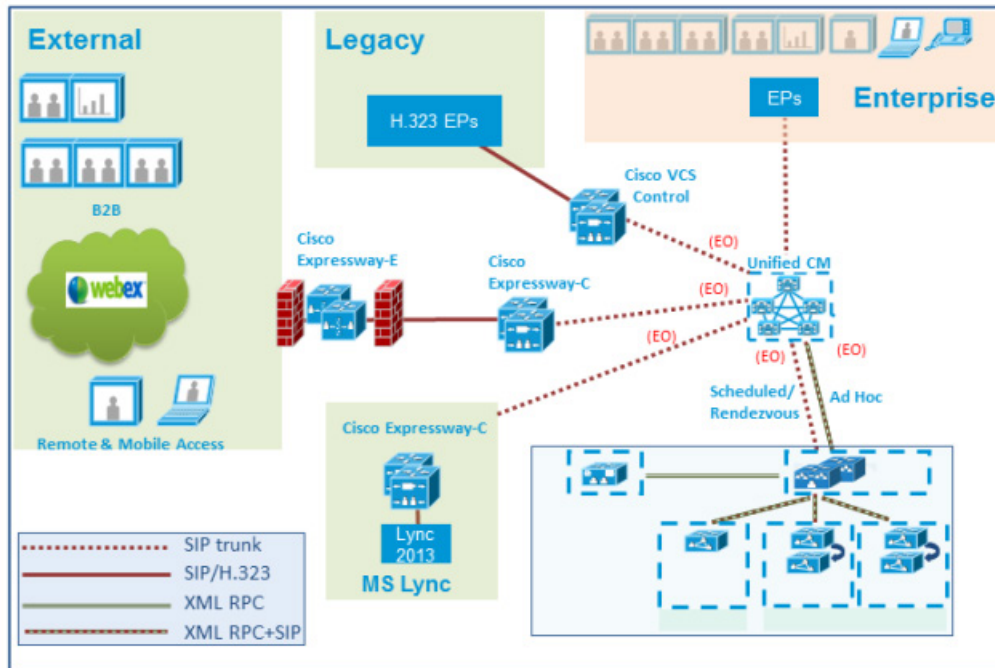 External
Legacy
Enterprise
EPs
H.323 EPs
B2B
webex
Remote & Mobile Access
Cisco
Expressway-E
Cisco
Expressway-C
Cisco VCS
Control
(EO)
Unified CM
(EO)
(EO)
(EO)
(EO)
Scheduled/
Rendezvous
Ad Hoc
Cisco Expressway-C
Lync
2013
MS Lync
SIP trunk
SIP/H.323
XML RPC
XML RPC+SIP